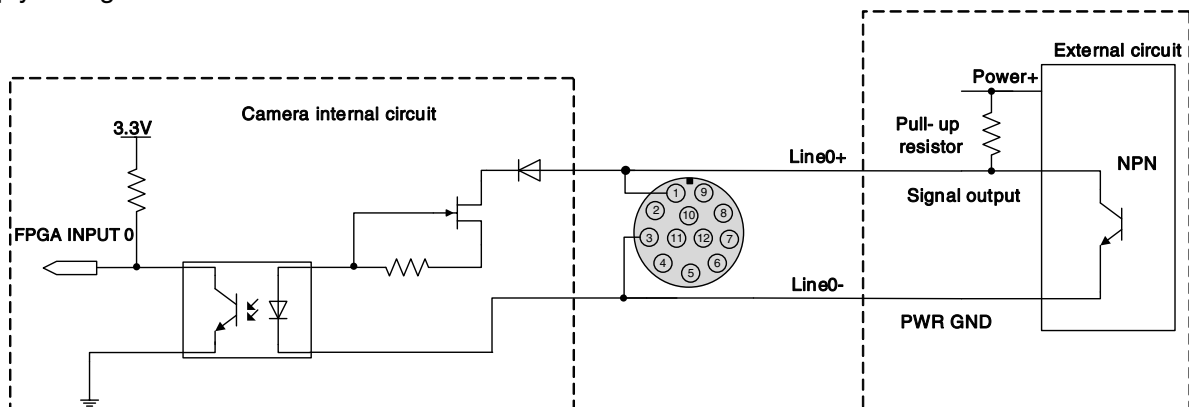 External circuit
Power+
Camera internal circuit
3.3V
Pull- up
resistor
Line0+
NPN
Signal output
1
9
2
10
8
FPGA INPUT 0
3
11
12
7
4
6
5
Line0-
PWR GND